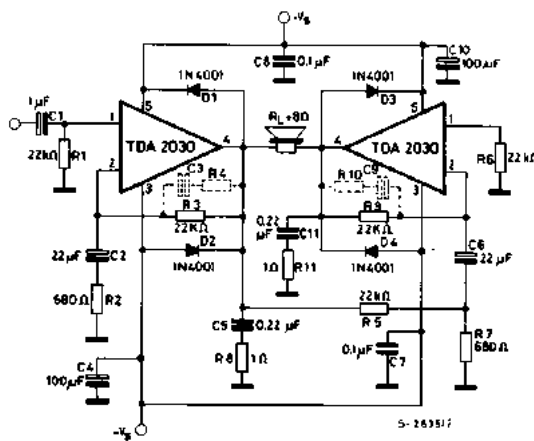 -Vs
C8
0.1μF
C10
100μF
1N4001
D1
1N4001
D3
1μF
C1
1
5
TDA 2030
4
RL=8Ω
4
5
1
TDA 2030
22kΩ
R1
2
3
C3
R4
R10
C9
3
2
R6
22kΩ
R3
22KΩ
0.22
μF
C11
R9
22KΩ
22μF
C2
D2
1N4001
1Ω
R11
D4
1N4001
C6
22μF
680Ω
R2
C5
0.22μF
22kΩ
R5
R8
1Ω
0.1μF
C7
R7
680Ω
C4
100μF
-Vs